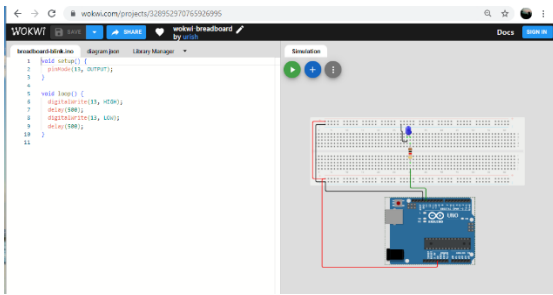 wokwi.com/projects/328952970765926995
WOKWI SAVE SHARE wokwi-breadboard Docs SIGN IN
by urish
breadboard-blink.ino diagram.json Library Manager
1 void setup() {
2 pinMode(13, OUTPUT);
3 }
4
5 void loop() {
6 digitalWrite(13, HIGH);
7 delay(500);
8 digitalWrite(13, LOW);
9 delay(500);
10 }
11
Simulation
UNO